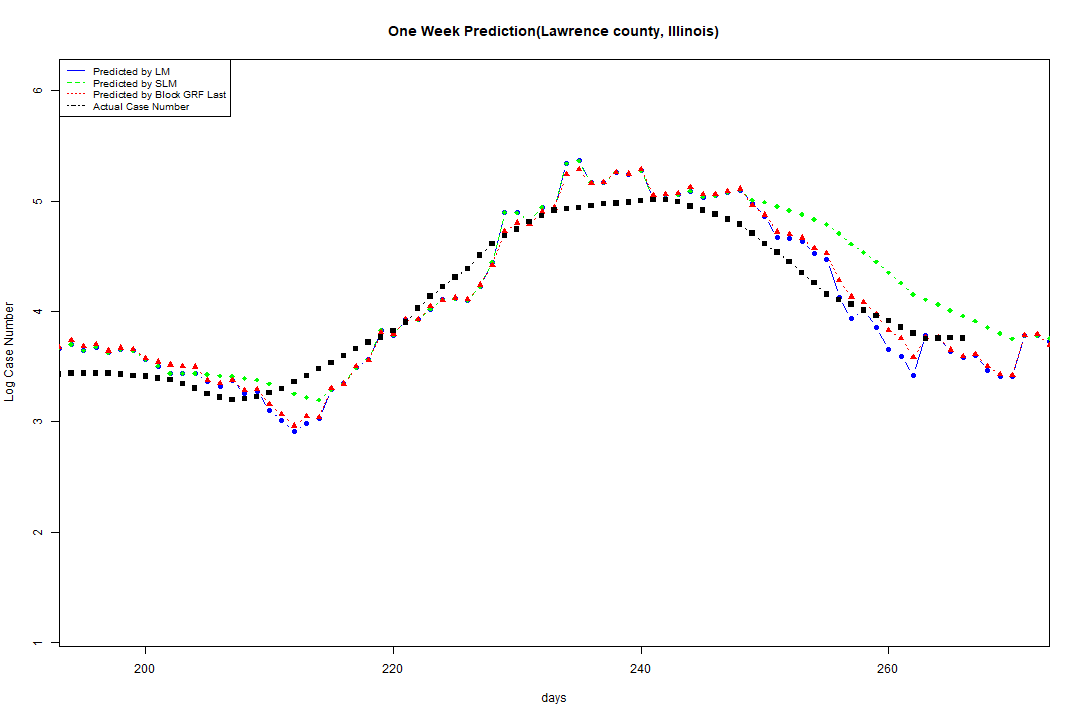 One Week Prediction(Lawrence county, Illinois)
Predicted by LM
Predicted by SLM
Predicted by Block GRF Last
Actual Case Number
6
5
4
3
2
1
Log Case Number
200
220
240
260
days